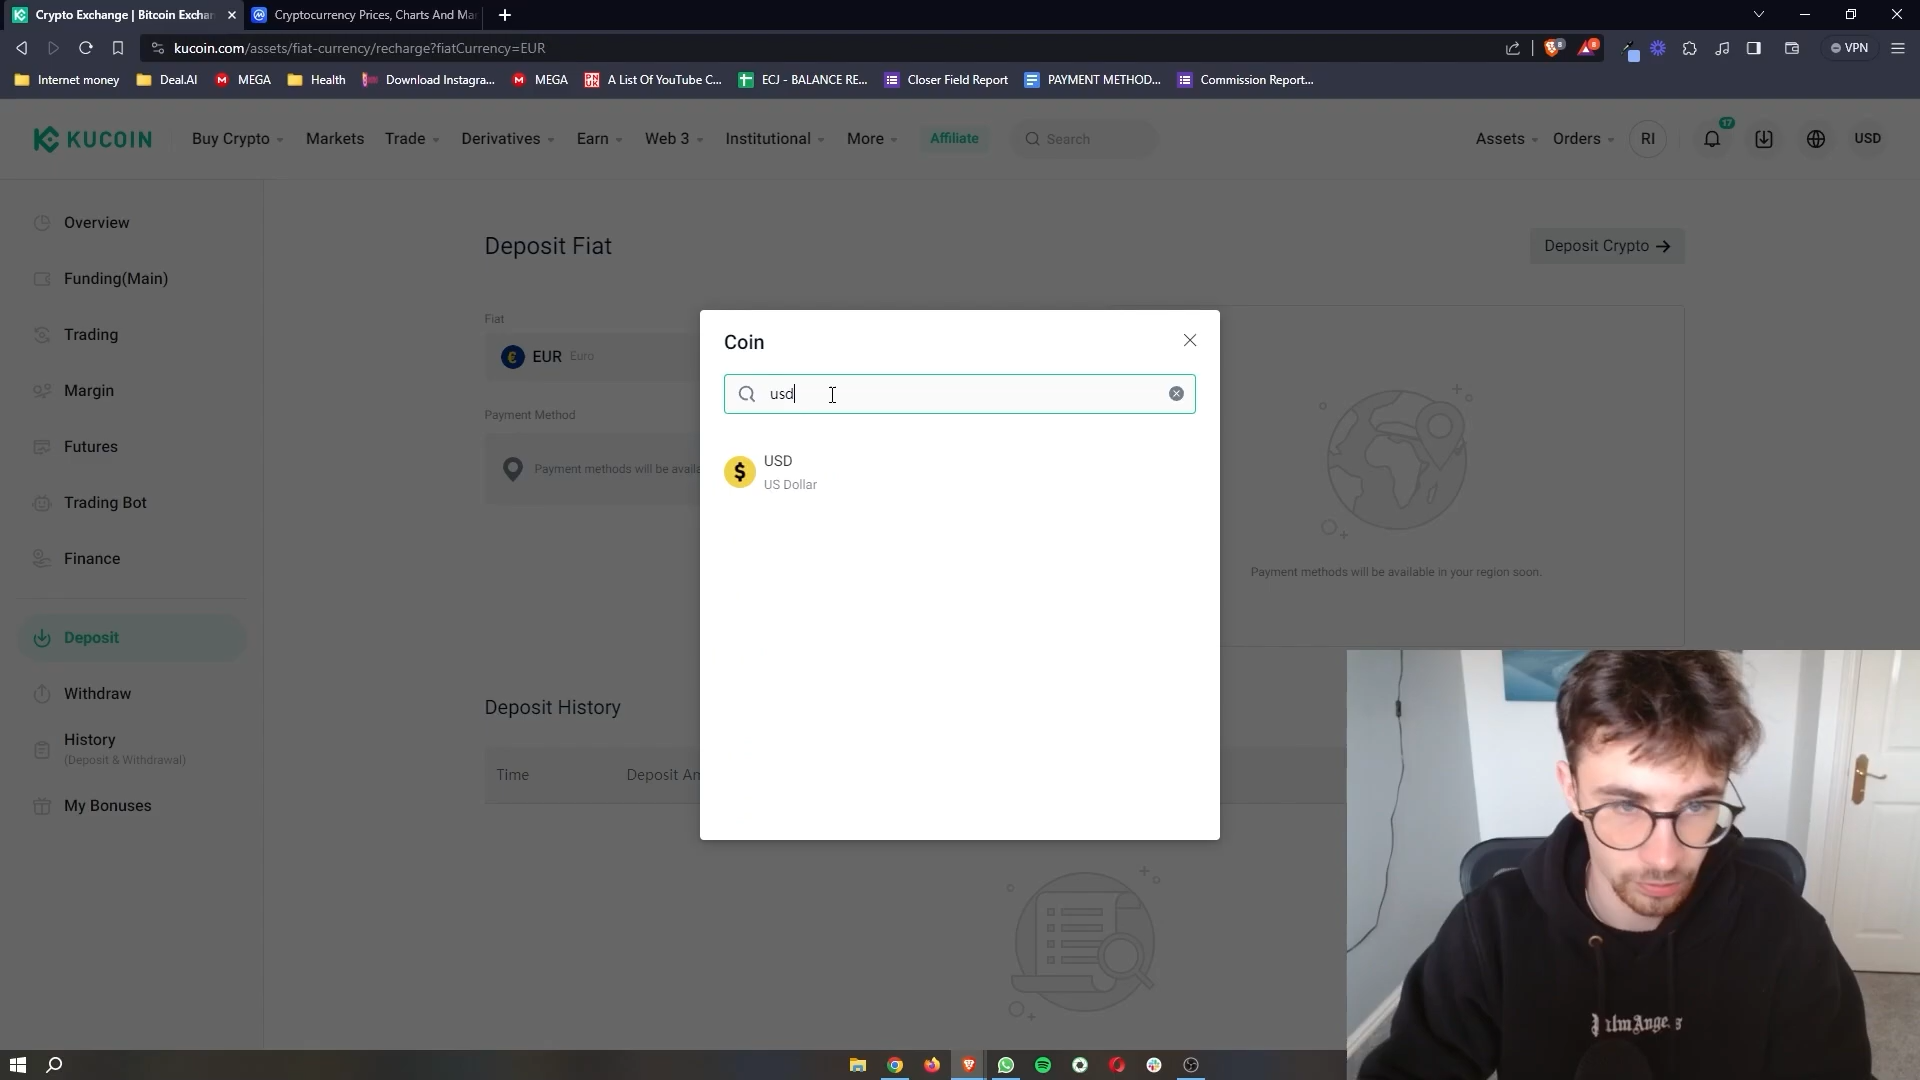 Crypto Exchange | Bitcoin Exchan
Cryptocurrency Prices, Charts And Mar
kucoin.com/assets/fiat-currency/recharge?fiatCurrency=EUR
VPN
Internet money
Deal.AI
MEGA
Health
Download Instagra...
MEGA
A List Of YouTube C...
ECJ - BALANCE RE...
Closer Field Report
PAYMENT METHOD...
Commission Report...
KUCOIN
Buy Crypto
Markets
Trade
Derivatives
Earn
Web 3
Institutional
More
Affiliate
Search
Assets
Orders
RI
17
USD
Overview
Funding(Main)
Trading
Margin
Futures
Trading Bot
Finance
Deposit
Withdraw
History
(Deposit & Withdrawal)
My Bonuses
Deposit Fiat
Deposit Crypto
Fiat
EUR Euro
Payment Method
Payment methods will be availa
Coin
usd
USD
US Dollar
Payment methods will be available in your region soon.
Deposit History
Time
Deposit Am